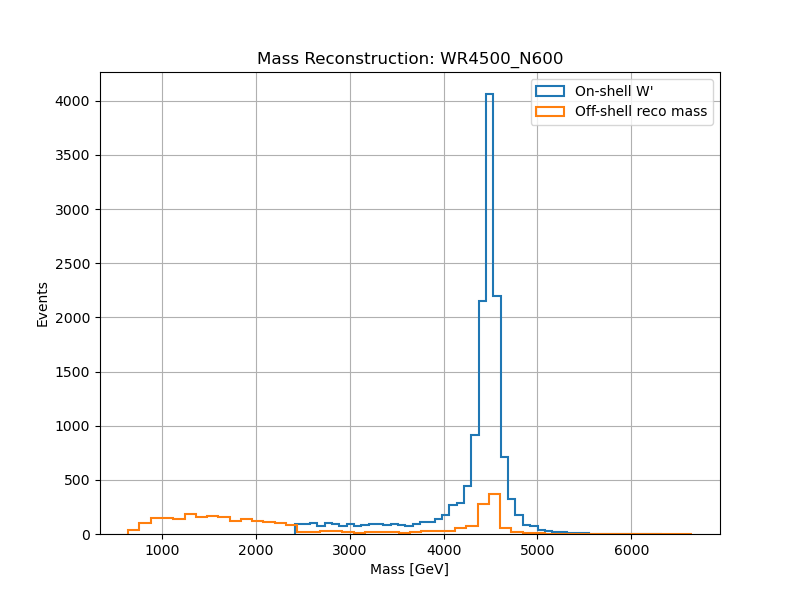 Mass Reconstruction: WR4500_N600
On-shell W'
Off-shell reco mass
4000
3500
3000
2500
2000
1500
1000
500
0
Events
1000 2000 3000 4000 5000 6000
Mass [GeV]